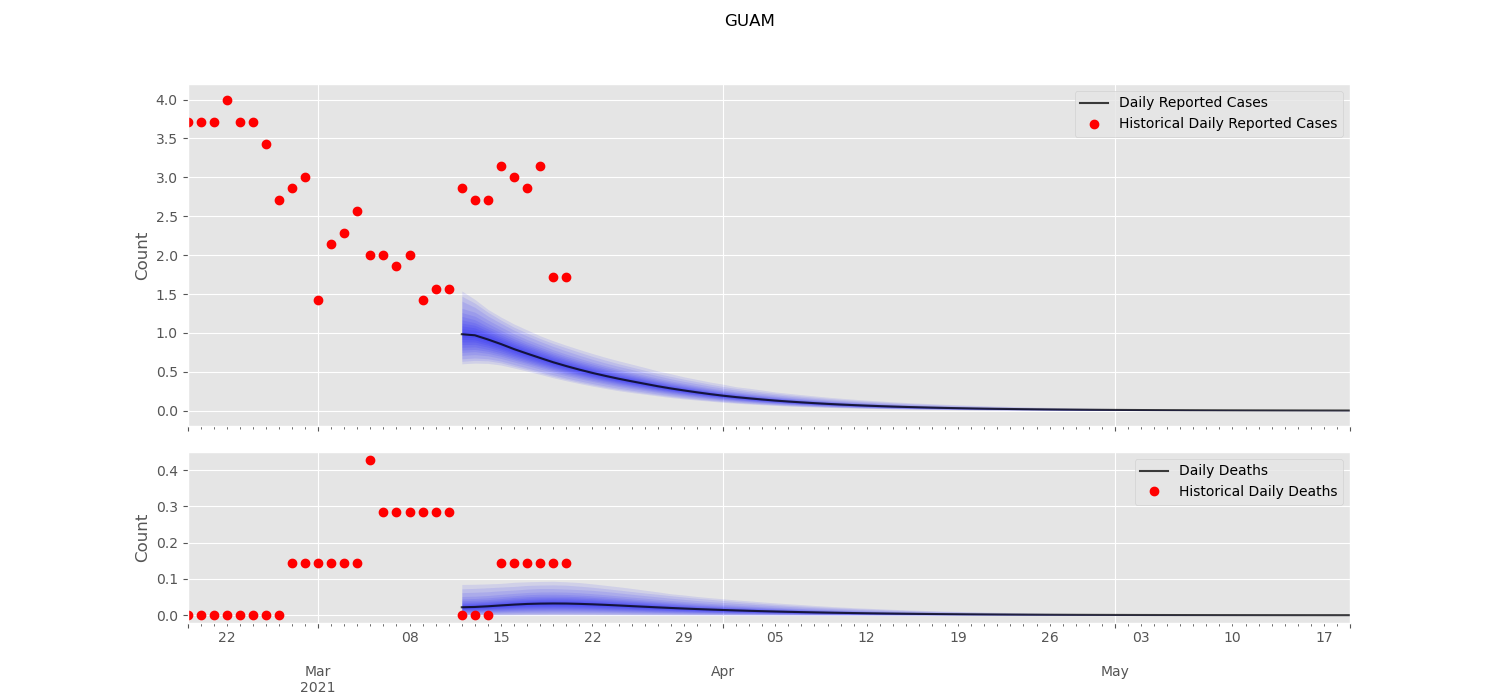 GUAM
4.0
3.5
3.0
2.5
2.0
1.5
1.0
0.5
0.0
Count
Daily Reported Cases
Historical Daily Reported Cases
0.4
0.3
0.2
0.1
0.0
Count
Daily Deaths
Historical Daily Deaths
22 08 15 22 29 05 12 19 26 03 10 17
Mar Apr May
2021